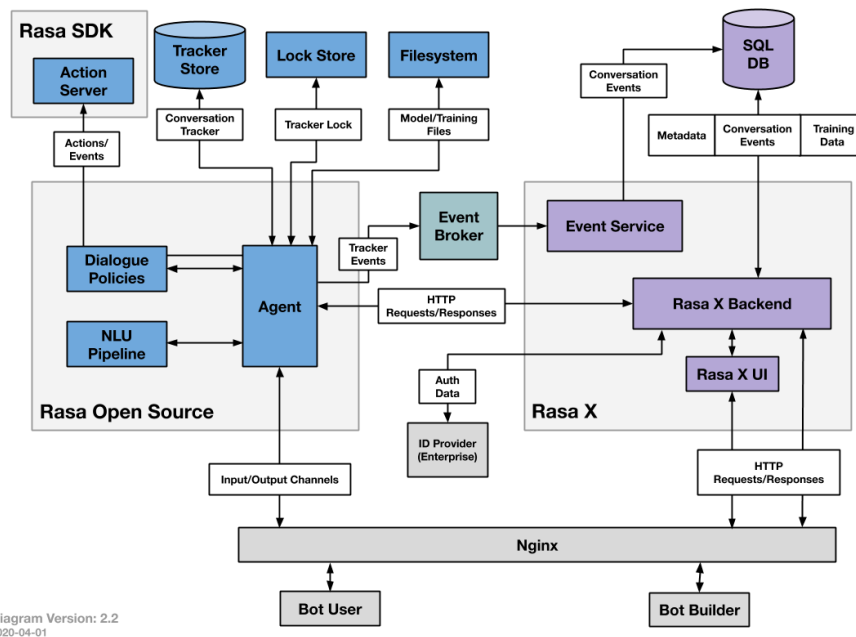 Rasa SDK
Action
Server
Tracker
Store
Lock Store
Filesystem
SQL
DB
Conversation
Events
Conversation
Tracker
Tracker Lock
Model/Training
Files
Actions/
Events
Metadata
Conversation
Events
Training
Data
Event
Broker
Event Service
Tracker
Events
Dialogue
Policies
Agent
HTTP
Requests/Responses
Rasa X Backend
NLU
Pipeline
Auth
Data
Rasa X UI
Rasa Open Source
Rasa X
ID Provider
(Enterprise)
Input/Output Channels
HTTP
Requests/Responses
Nginx
Bot User
Bot Builder
iagram Version: 2.2
020-04-01